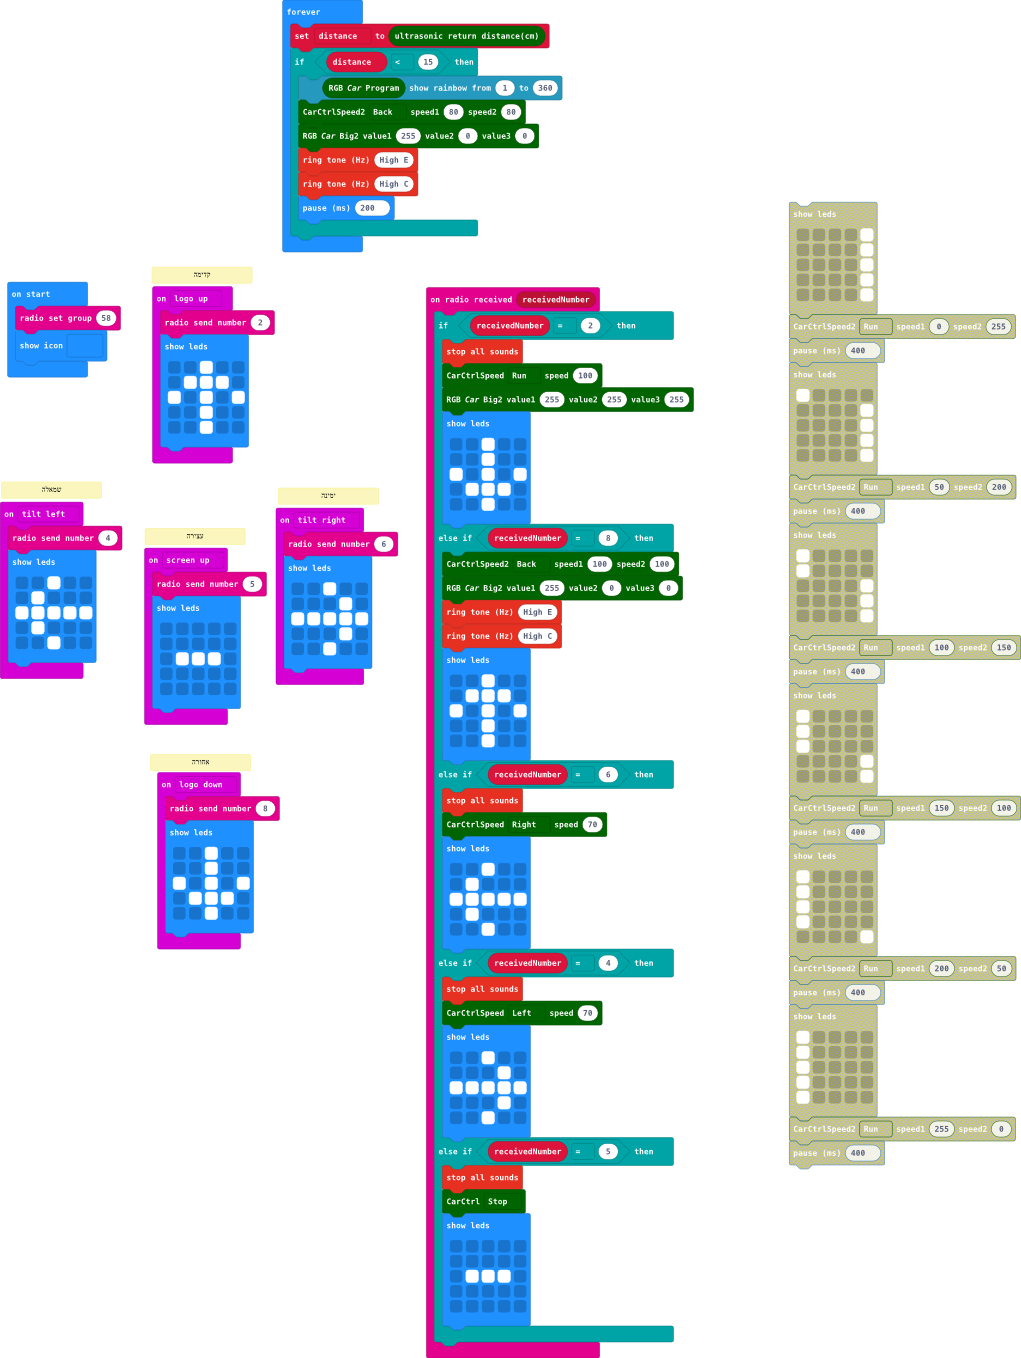 forever
set distance to ultrasonic return distance(cm)
if distance < 15 then
RGB Car Program show rainbow from 1 to 360
CarCtrlSpeed2 Back speed1 80 speed2 80
RGB Car Big2 value1 255 value2 0 value3 0
ring tone (Hz) High E
ring tone (Hz) High C
pause (ms) 200
on start
radio set group 58
show icon
קדימה
on logo up
radio send number 2
show leds
שמאלה
on tilt left
radio send number 4
show leds
עצירה
on screen up
radio send number 5
show leds
ימינה
on tilt right
radio send number 6
show leds
אחורה
on logo down
radio send number 8
show leds
on radio received receivedNumber
if receivedNumber = 2 then
stop all sounds
CarCtrlSpeed Run speed 100
RGB Car Big2 value1 255 value2 255 value3 255
show leds
else if receivedNumber = 8 then
CarCtrlSpeed2 Back speed1 100 speed2 100
RGB Car Big2 value1 255 value2 0 value3 0
ring tone (Hz) High E
ring tone (Hz) High C
show leds
else if receivedNumber = 6 then
stop all sounds
CarCtrlSpeed Right speed 70
show leds
else if receivedNumber = 4 then
stop all sounds
CarCtrlSpeed Left speed 70
show leds
else if receivedNumber = 5 then
stop all sounds
CarCtrl Stop
show leds
show leds
CarCtrlSpeed2 Run speed1 0 speed2 255
pause (ms) 400
show leds
CarCtrlSpeed2 Run speed1 50 speed2 200
pause (ms) 400
show leds
CarCtrlSpeed2 Run speed1 100 speed2 150
pause (ms) 400
show leds
CarCtrlSpeed2 Run speed1 150 speed2 100
pause (ms) 400
show leds
CarCtrlSpeed2 Run speed1 200 speed2 50
pause (ms) 400
show leds
CarCtrlSpeed2 Run speed1 255 speed2 0
pause (ms) 400